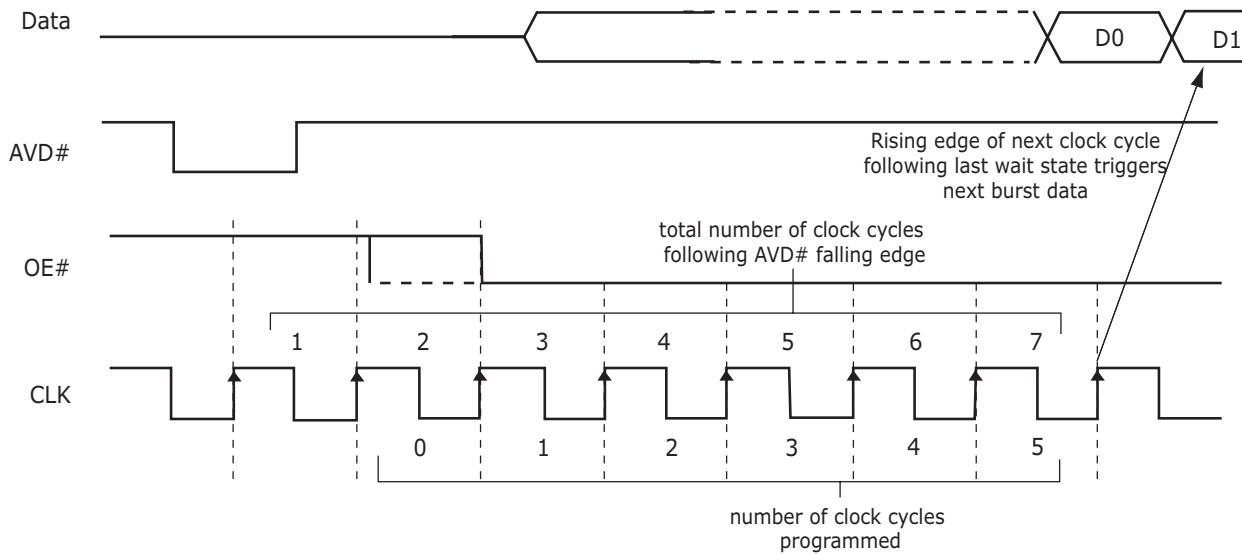 Data
D0
D1
AVD#
Rising edge of next clock cycle
following last wait state triggers
next burst data
total number of clock cycles
following AVD# falling edge
OE#
1 2 3 4 5 6 7
CLK
0 1 2 3 4 5
number of clock cycles
programmed